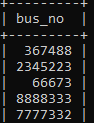 +---------+
| bus_no  |
+---------+
|  367488 |
| 2345223 |
|   66673 |
| 8888333 |
| 7777332 |